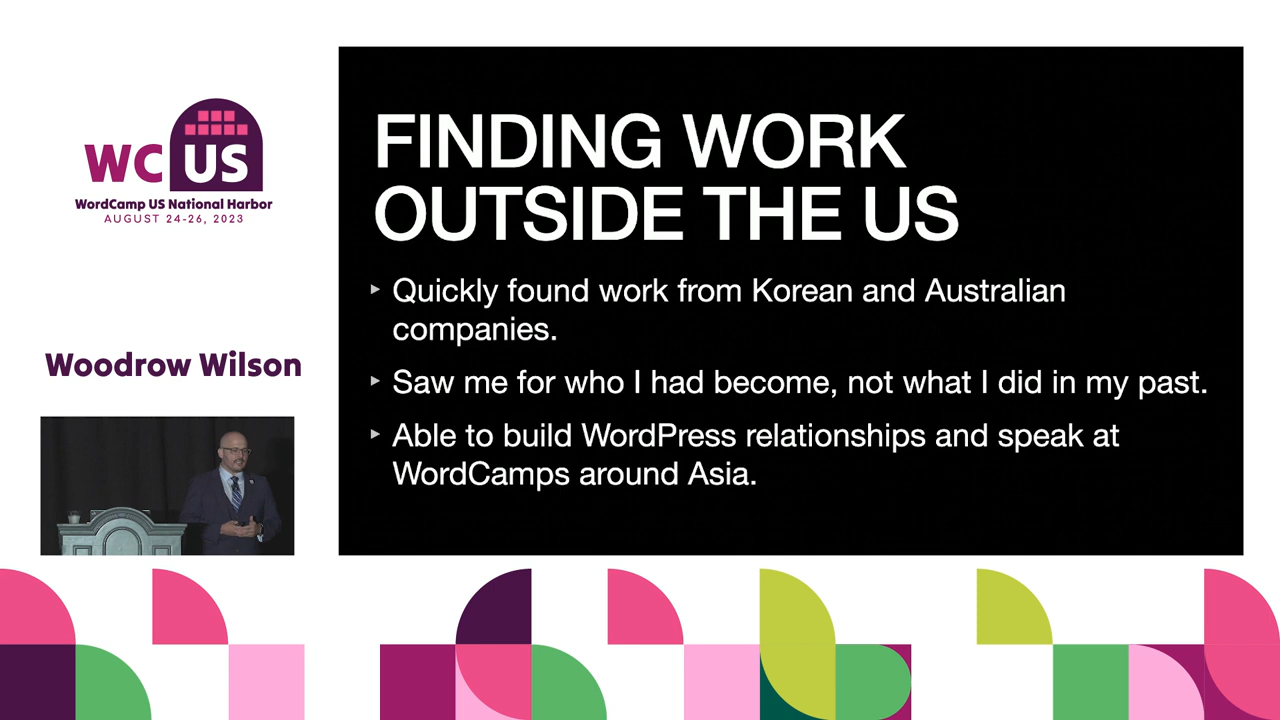 WC US
WordCamp US National Harbor
AUGUST 24-26, 2023
Woodrow Wilson
FINDING WORK
OUTSIDE THE US
‣ Quickly found work from Korean and Australian
companies.
‣ Saw me for who I had become, not what I did in my past.
‣ Able to build WordPress relationships and speak at
WordCamps around Asia.